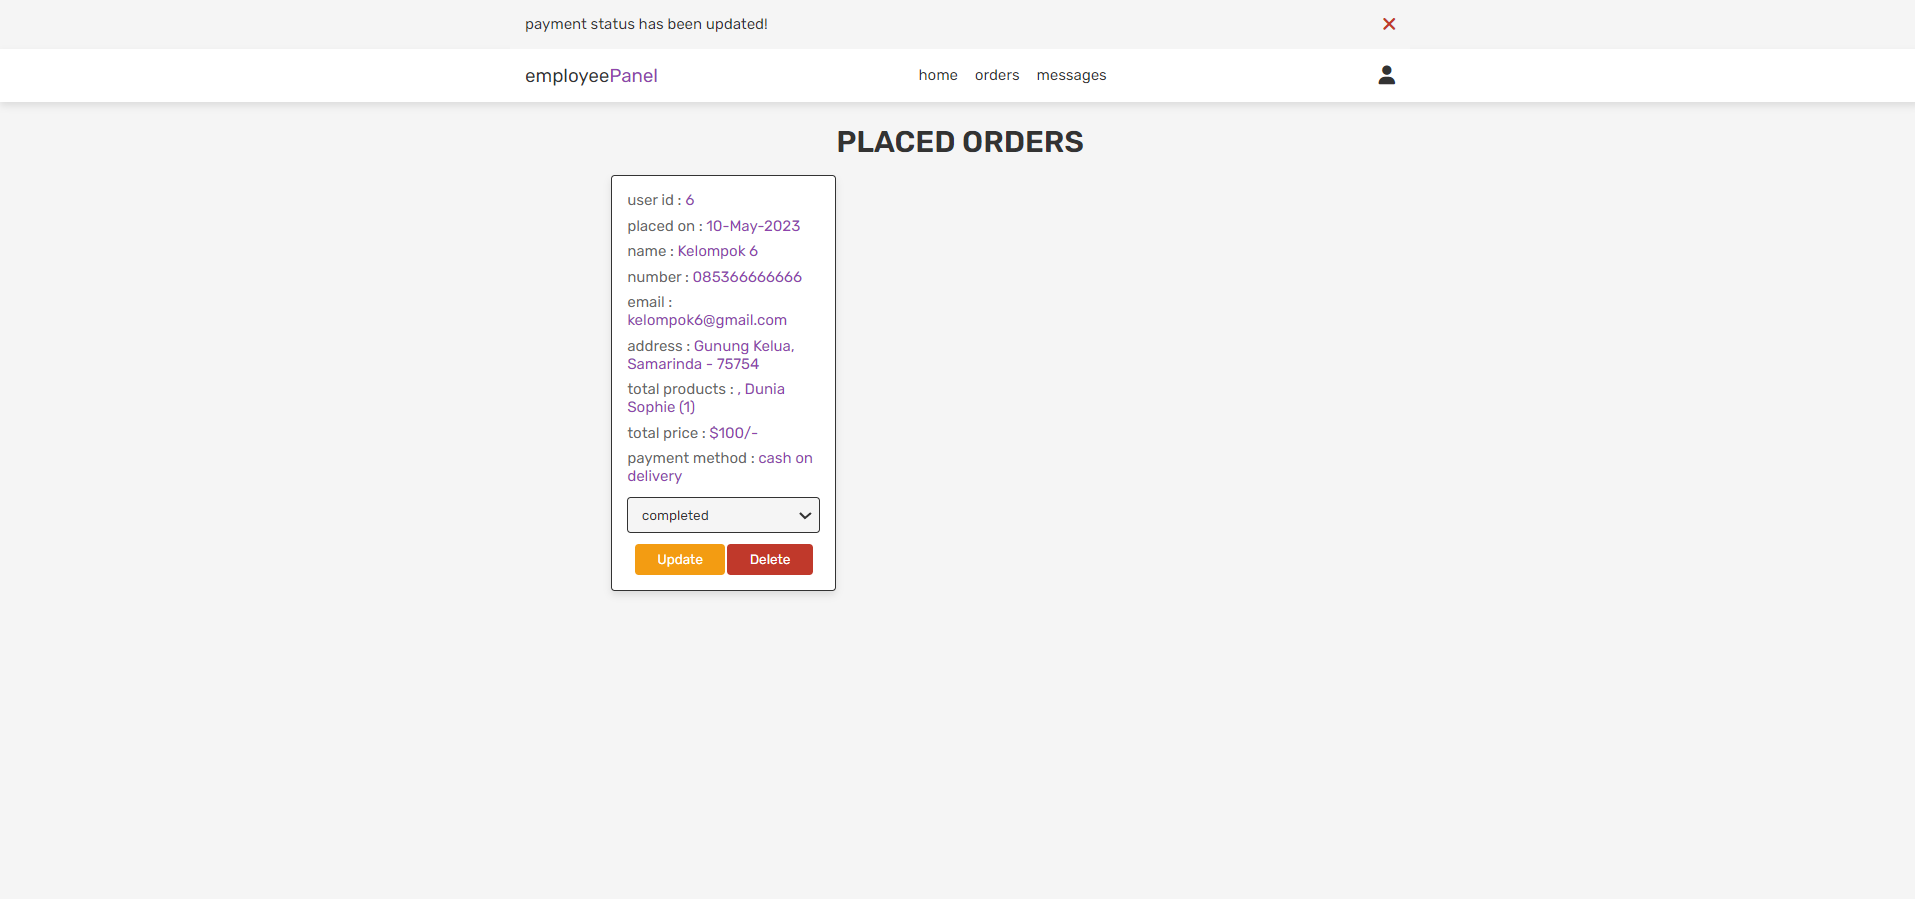 payment status has been updated!
employeePanel
home orders messages
PLACED ORDERS
user id : 6
placed on : 10-May-2023
name : Kelompok 6
number : 085366666666
email :
kelompok6@gmail.com
address : Gunung Kelua,
Samarinda - 75754
total products : , Dunia
Sophie (1)
total price : $100/-
payment method : cash on
delivery
completed
Update Delete